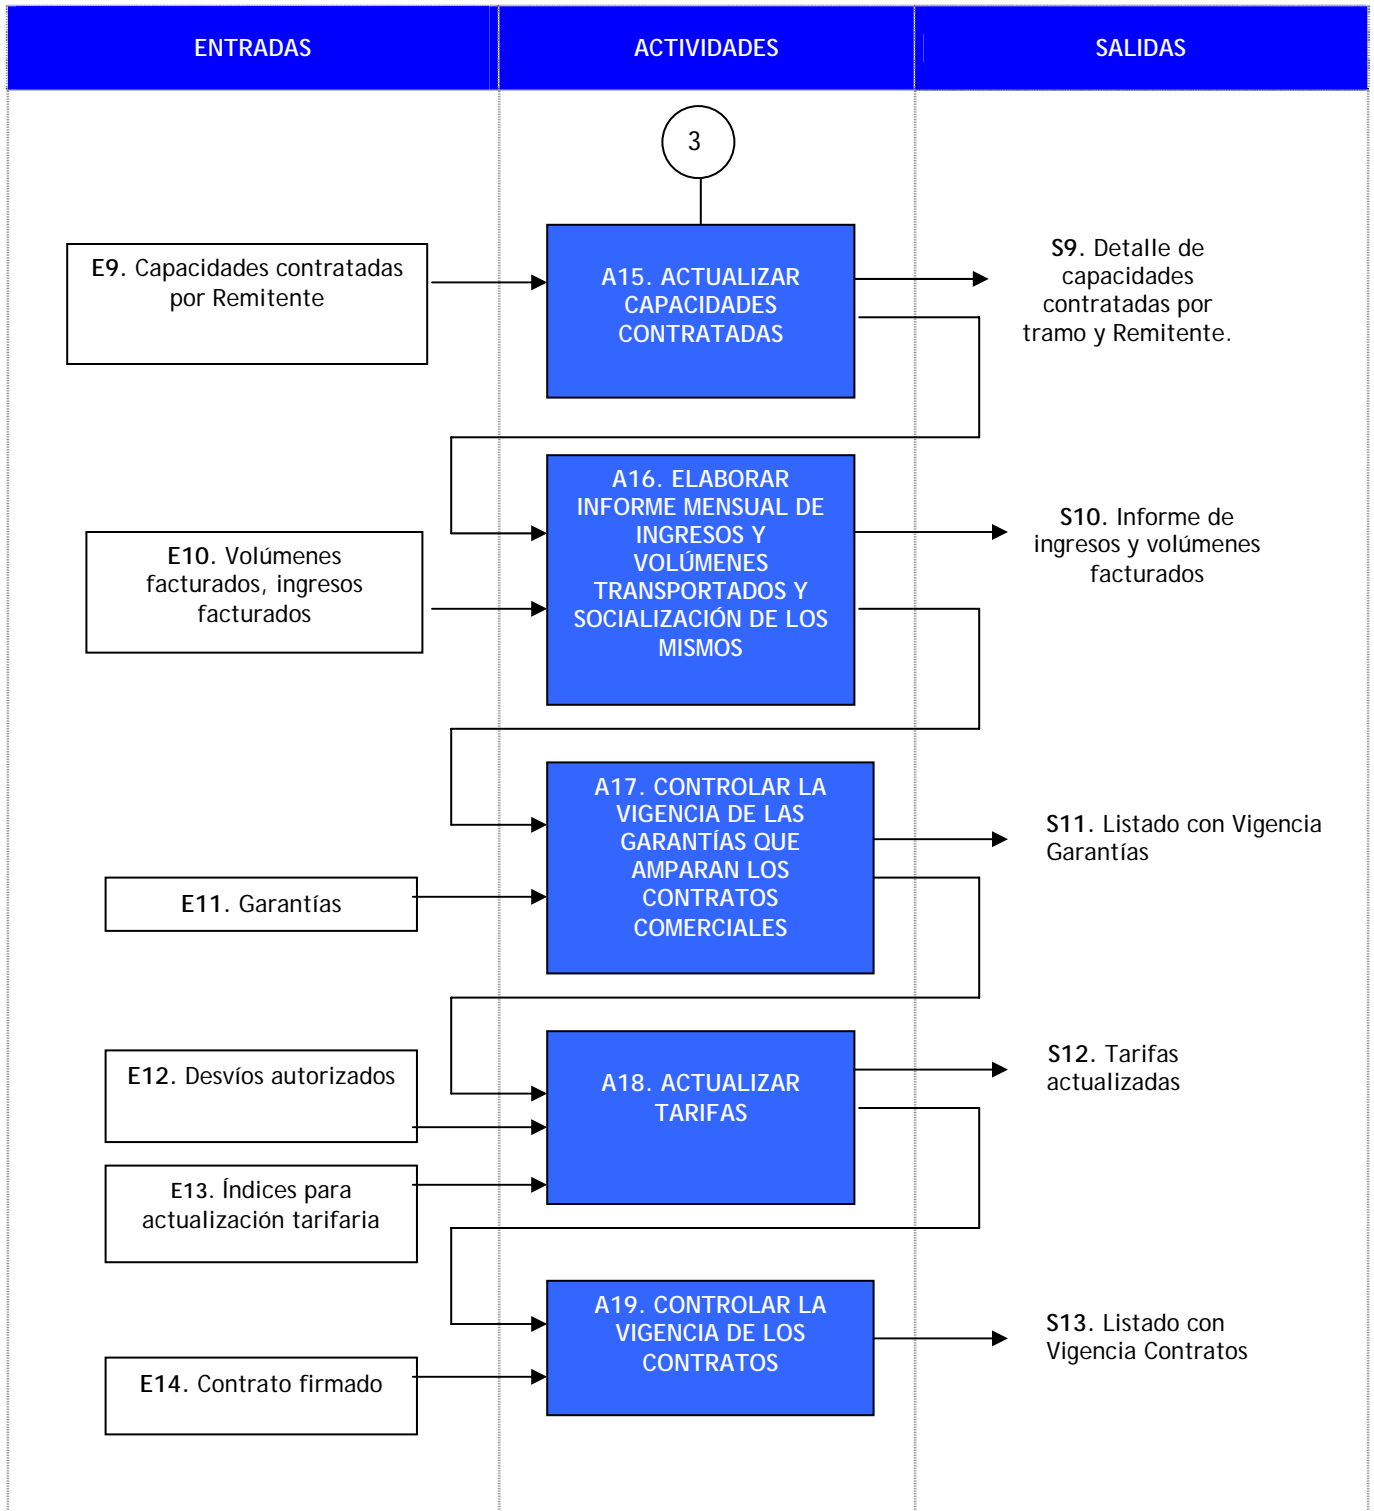 ENTRADAS
ACTIVIDADES
SALIDAS
3
E9. Capacidades contratadas
por Remitente
A15. ACTUALIZAR
CAPACIDADES
CONTRATADAS
S9. Detalle de
capacidades
contratadas por
tramo y Remitente.
E10. Volúmenes
facturados, ingresos
facturados
A16. ELABORAR
INFORME MENSUAL DE
INGRESOS Y
VOLÚMENES
TRANSPORTADOS Y
SOCIALIZACIÓN DE LOS
MISMOS
S10. Informe de
ingresos y volúmenes
facturados
E11. Garantías
A17. CONTROLAR LA
VIGENCIA DE LAS
GARANTÍAS QUE
AMPARAN LOS
CONTRATOS
COMERCIALES
S11. Listado con Vigencia
Garantías
E12. Desvíos autorizados
E13. Índices para
actualización tarifaria
A18. ACTUALIZAR
TARIFAS
S12. Tarifas
actualizadas
E14. Contrato firmado
A19. CONTROLAR LA
VIGENCIA DE LOS
CONTRATOS
S13. Listado con
Vigencia Contratos